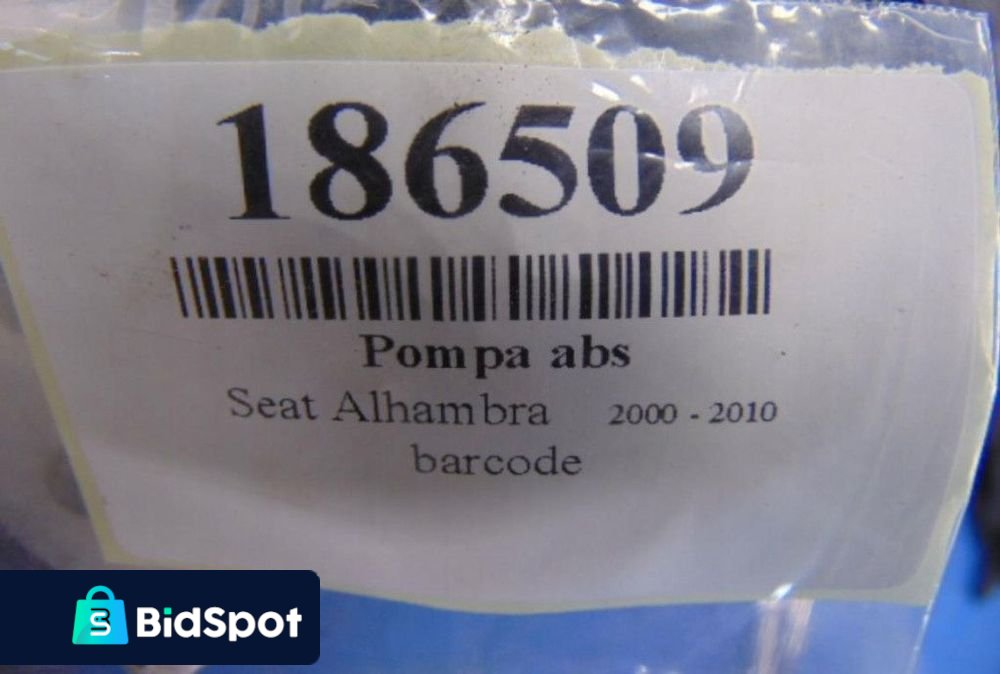 186509
Pompa abs
Seat Alhambra 2000 - 2010
barcode
BidSpot